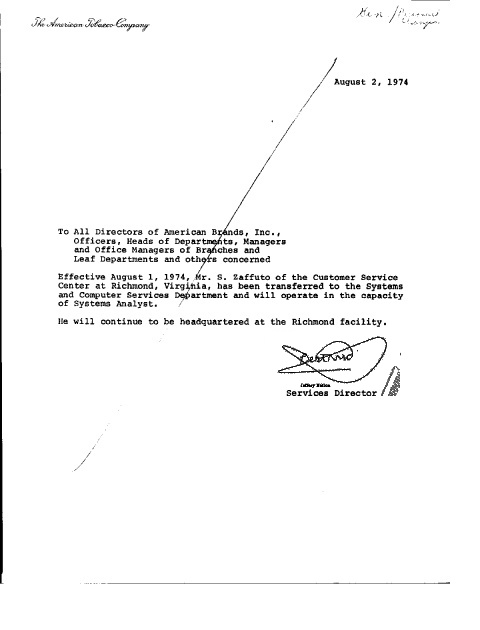 The American Tobacco Company
Gen / Personnel
Changes
August 2, 1974
To All Directors of American Brands, Inc.,
Officers, Heads of Departments, Managers
and Office Managers of Branches and
Leaf Departments and others concerned
Effective August 1, 1974, Mr. S. Zaffuto of the Customer Service
Center at Richmond, Virginia, has been transferred to the Systems
and Computer Services Department and will operate in the capacity
of Systems Analyst.
He will continue to be headquartered at the Richmond facility.
Services Director